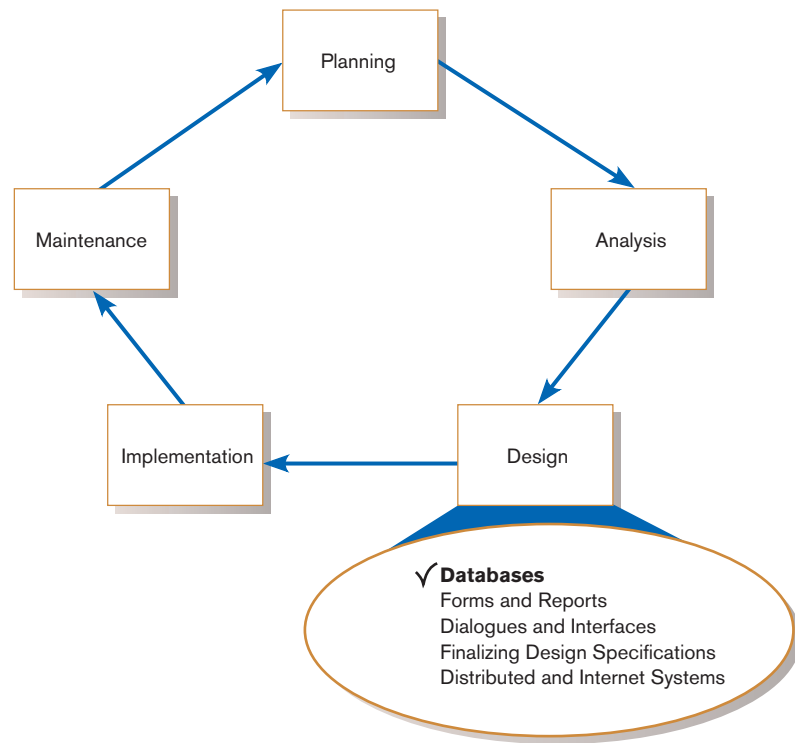 Planning
Maintenance
Analysis
Implementation
Design
✓Databases
Forms and Reports
Dialogues and Interfaces
Finalizing Design Specifications
Distributed and Internet Systems